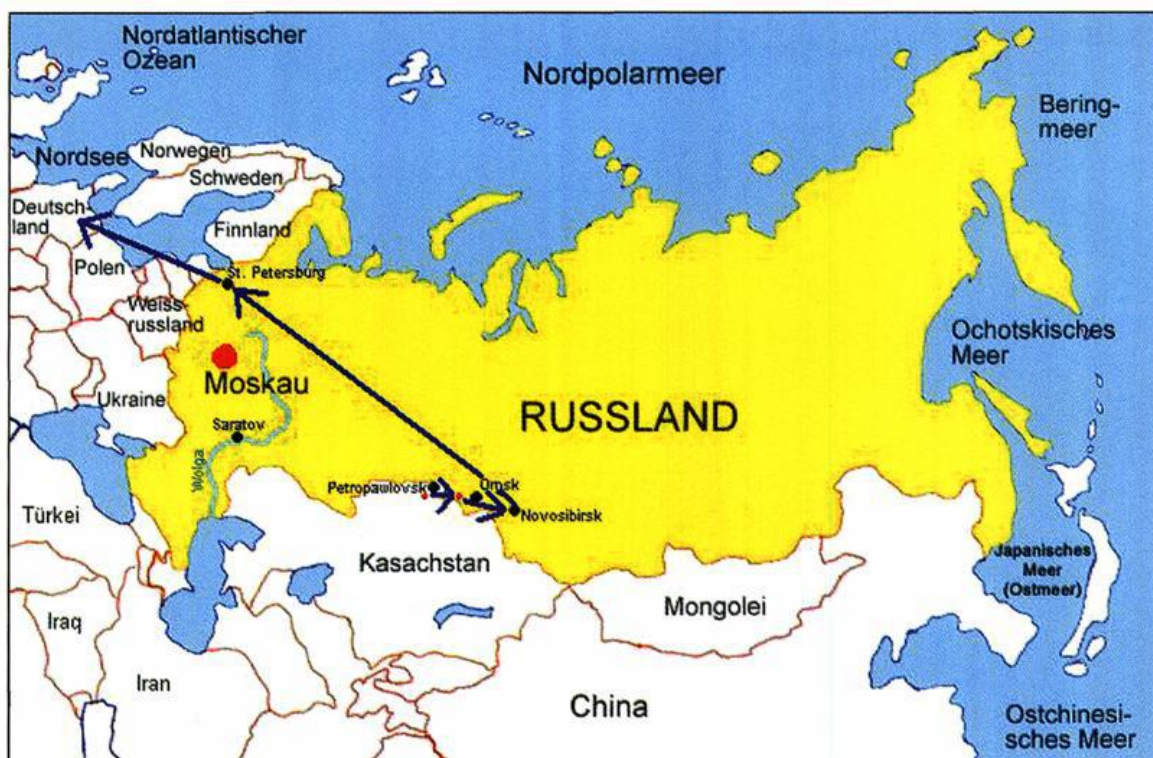 Nordatlantischer
Ozean
Nordpolarmeer
Bering-
meer
Nordsee
Norwegen
Schweden
Deutsch-
land
Finnland
Polen
St. Petersburg
Weiss-
russland
Ochotskisches
Meer
Moskau
Ukraine
RUSSLAND
Saratov
Wolga
Petropawlovsk
Omsk
Novosibirsk
Türkei
Kasachstan
Japanisches
Meer
(Ostmeer)
Mongolei
Iraq
Iran
China
Ostchinesi-
sches Meer